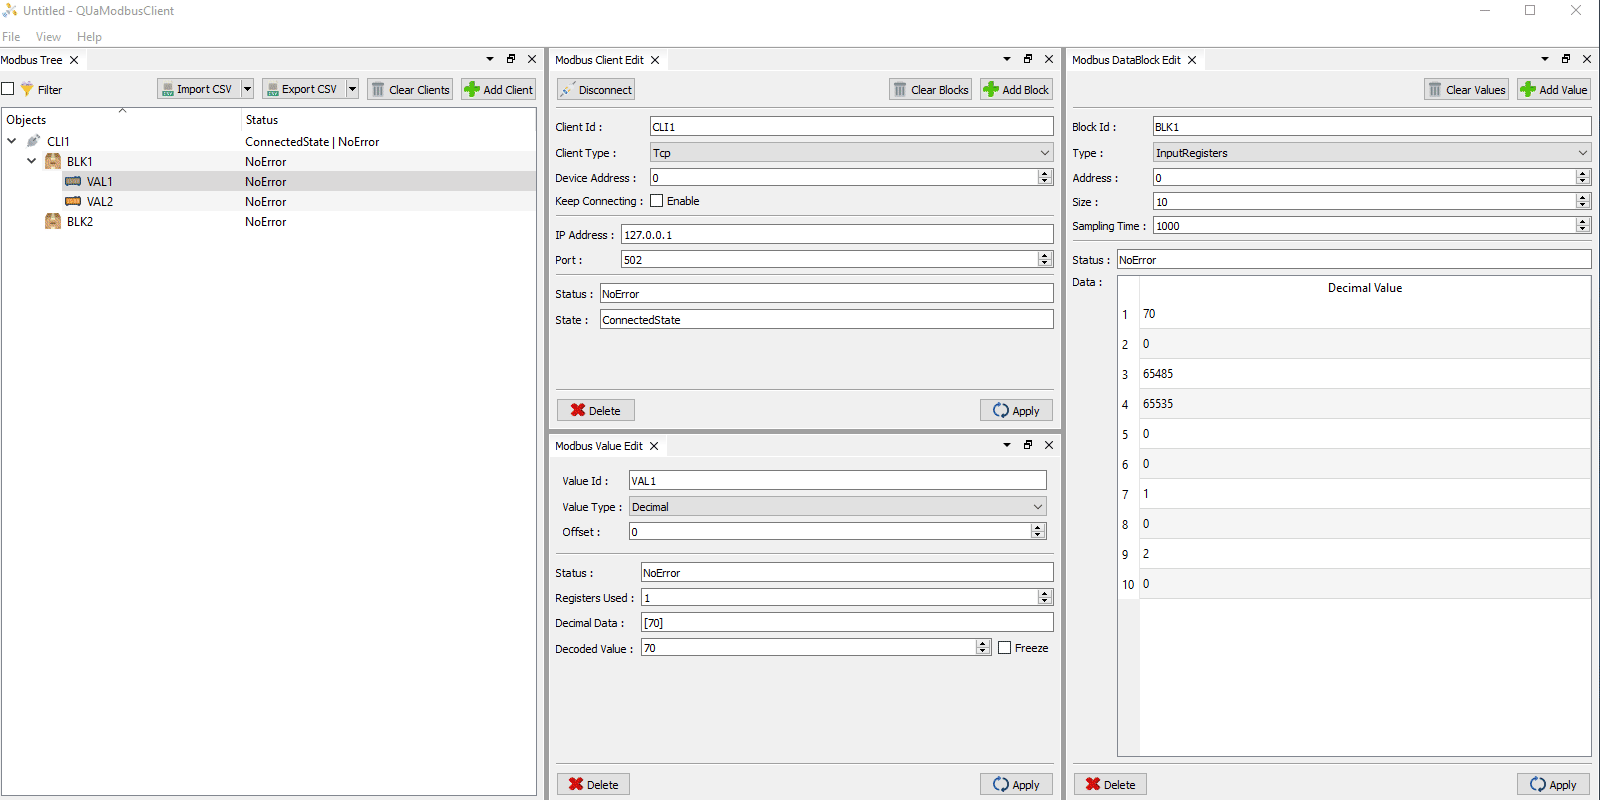 Untitled - QUaModbusClient
File View Help
Modbus Tree
Filter Import CSV Export CSV Clear Clients Add Client
Objects Status
CLI1 ConnectedState | NoError
BLK1 NoError
VAL1 NoError
VAL2 NoError
BLK2 NoError
Modbus Client Edit
Disconnect Clear Blocks Add Block
Client Id : CLI1
Client Type : Tcp
Device Address : 0
Keep Connecting : Enable
IP Address : 127.0.0.1
Port : 502
Status : NoError
State : ConnectedState
Delete Apply
Modbus Value Edit
Value Id : VAL1
Value Type : Decimal
Offset : 0
Status : NoError
Registers Used : 1
Decimal Data : [70]
Decoded Value : 70 Freeze
Delete Apply
Modbus DataBlock Edit
Clear Values Add Value
Block Id : BLK1
Type : InputRegisters
Address : 0
Size : 10
Sampling Time : 1000
Status : NoError
Data :
Decimal Value
1 70
2 0
3 65485
4 65535
5 0
6 0
7 1
8 0
9 2
10 0
Delete Apply